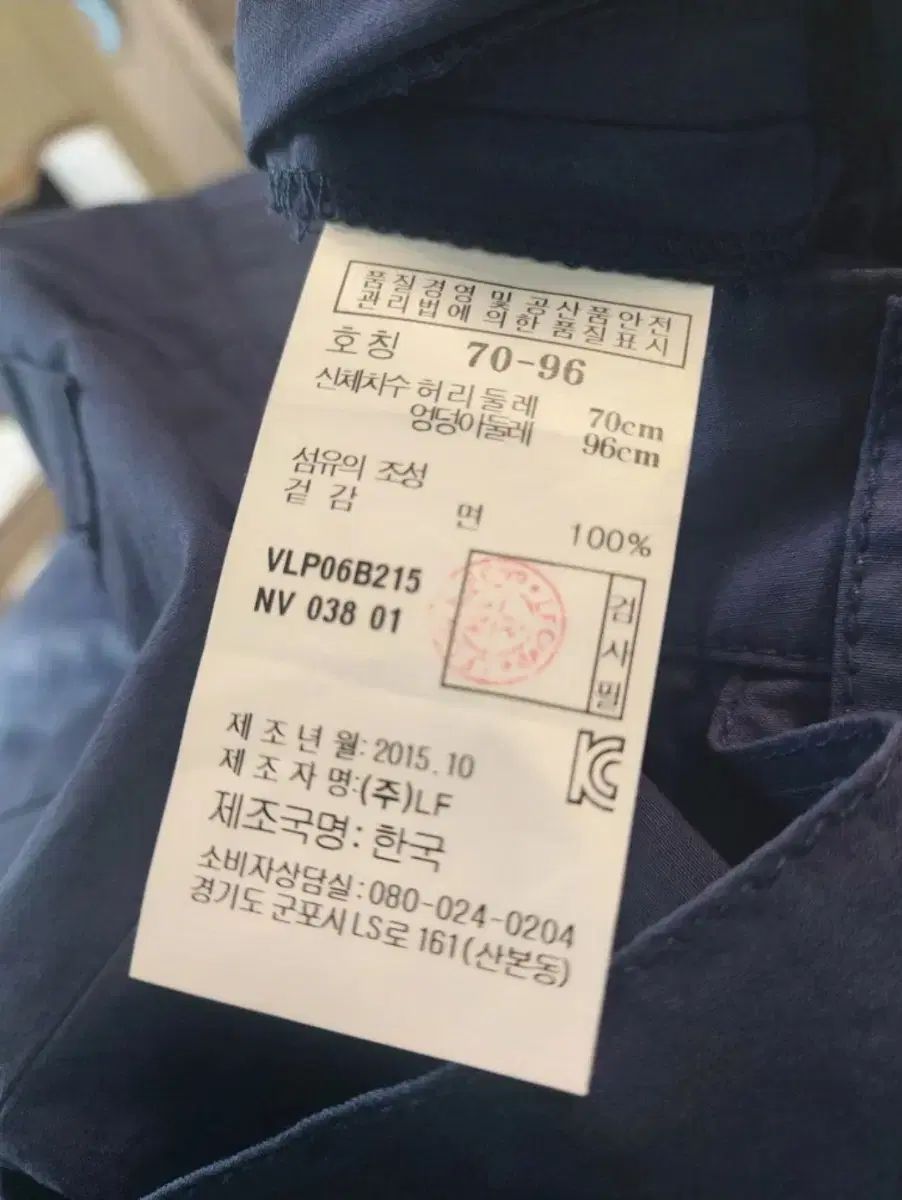 품질경영 및 공산품안전
관리법에 의한 품질표시
호칭 70-96
신체치수 허리둘레 70cm
엉덩이둘레 96cm
섬유의 조성
겉감 면 100%
VLP06B215
NV 038 01
검사필
제조년월:2015.10
제조자명:(주)LF
제조국명:한국
소비자상담실:080-024-0204
경기도 군포시 LS로 161(산본동)